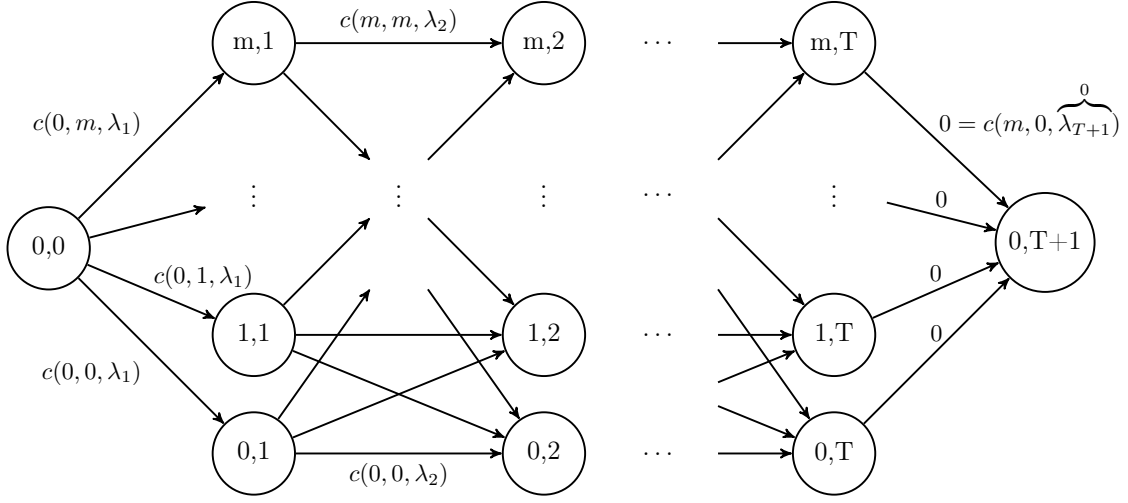 m,1 c(m, m, λ₂) m,2 ··· m,T
c(0, m, λ₁) 0 = c(m, 0, λ_{T+1}) 0
⋮ ⋮ ⋮ ··· ⋮ 0
0,0 0,T+1
c(0, 1, λ₁) 0
1,1 1,2 ··· 1,T 0
c(0, 0, λ₁)
0,1 c(0, 0, λ₂) 0,2 ··· 0,T